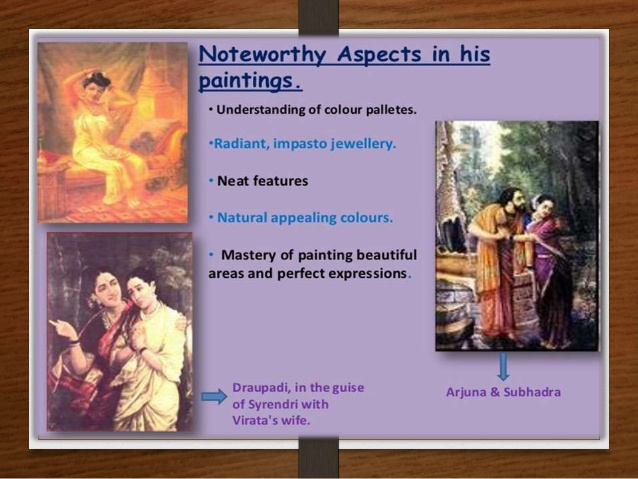 Noteworthy Aspects in his
paintings.
• Understanding of colour palletes.
•Radiant, impasto jewellery.
• Neat features
• Natural appealing colours.
• Mastery of painting beautiful
areas and perfect expressions.
Draupadi, in the guise
of Syrendri with
Virata's wife.
Arjuna & Subhadra